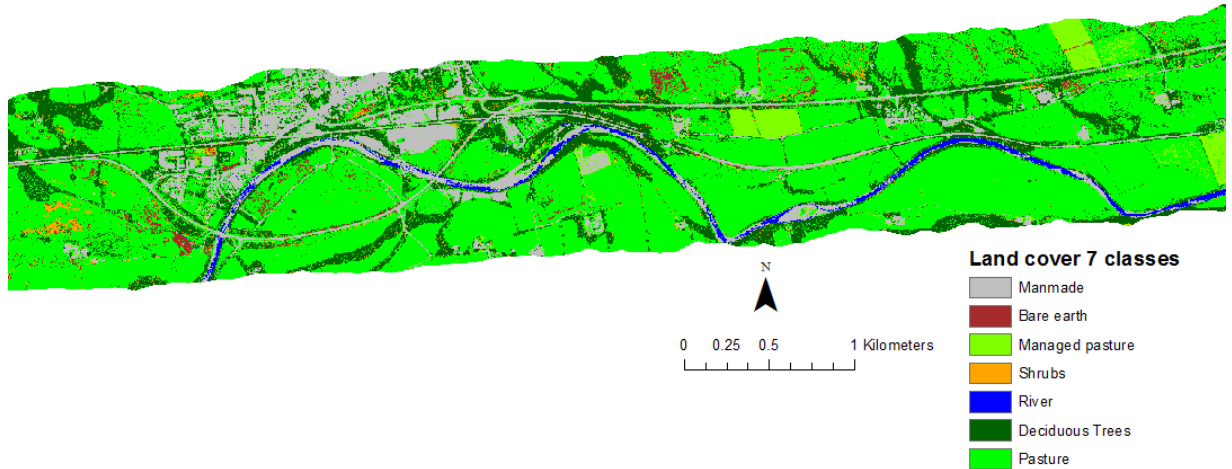 Land cover 7 classes
Manmade
Bare earth
Managed pasture
Shrubs
River
Deciduous Trees
Pasture
N
0 0.25 0.5 1 Kilometers